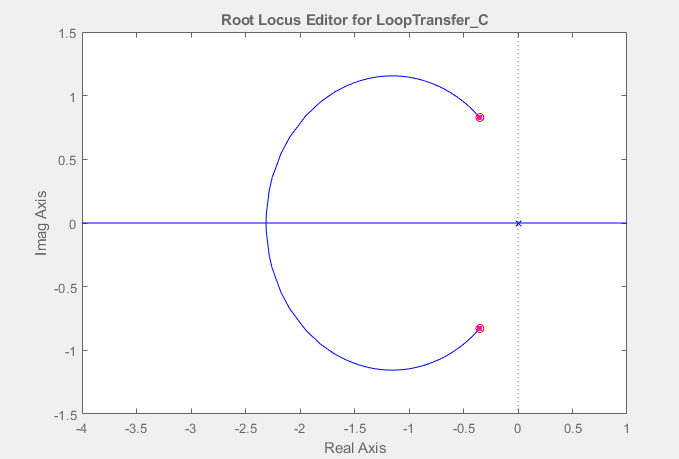 Root Locus Editor for LoopTransfer_C
1.5
1
0.5
0
-0.5
-1
-1.5
Imag Axis
-4 -3.5 -3 -2.5 -2 -1.5 -1 -0.5 0 0.5 1
Real Axis